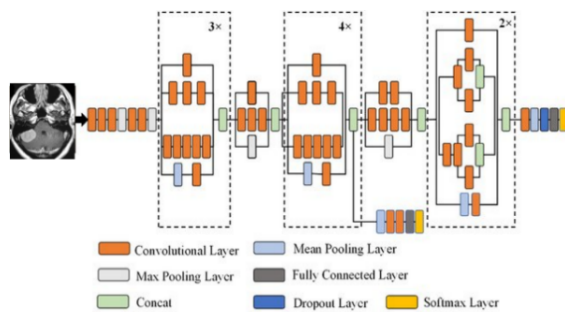 3× 4× 2×
Convolutional Layer Mean Pooling Layer
Max Pooling Layer Fully Connected Layer
Concat Dropout Layer Softmax Layer